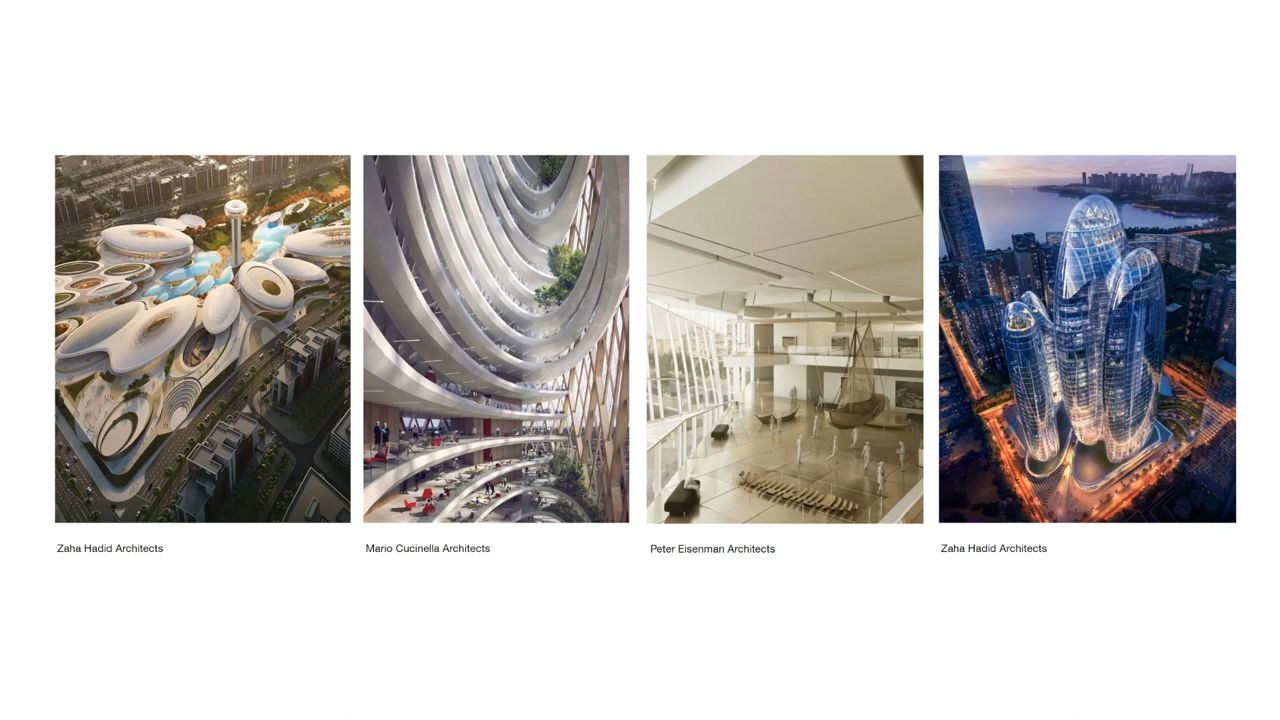 Zaha Hadid Architects
Mario Cucinella Architects
Peter Eisenman Architects
Zaha Hadid Architects